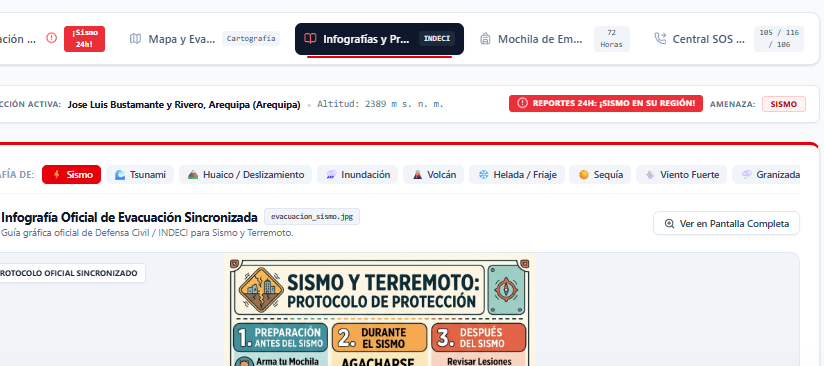 ación ... ¡Sismo 24h!
Mapa y Eva... Cartografía
Infografías y Pr... INDECI
Mochila de Em... 72 Horas
Central SOS ... 105 / 116 / 106
CCIÓN ACTIVA: Jose Luis Bustamante y Rivero, Arequipa (Arequipa) • Altitud: 2389 m s. n. m.
REPORTES 24H: ¡SISMO EN SU REGIÓN! AMENAZA: SISMO
AFÍA DE: Sismo Tsunami Huaico / Deslizamiento Inundación Volcán Helada / Friaje Sequía Viento Fuerte Granizada
Infografía Oficial de Evacuación Sincronizada evacuacion_sismo.jpg
Guía gráfica oficial de Defensa Civil / INDECI para Sismo y Terremoto.
Ver en Pantalla Completa
ROTOCOLO OFICIAL SINCRONIZADO
SISMO Y TERREMOTO:
PROTOCOLO DE PROTECCIÓN
1. PREPARACIÓN
ANTES DEL SISMO
2. DURANTE
EL SISMO
3. DESPUÉS
DEL SISMO
Arma tu Mochila
AGACHARSE
Revisar Lesiones